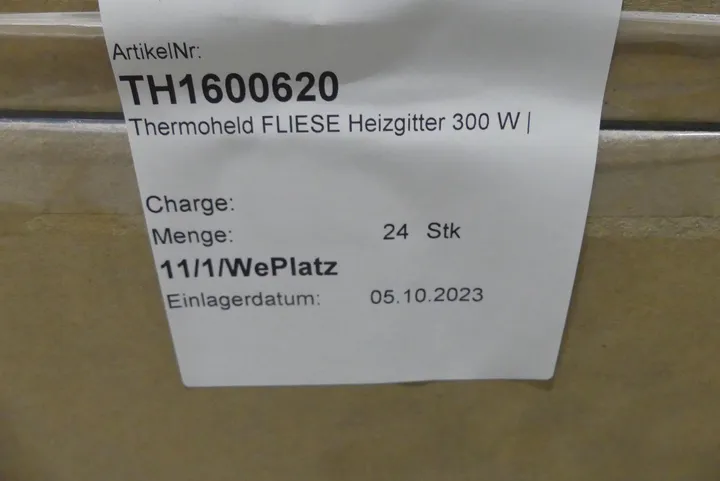 ArtikelNr:
TH1600620
Thermoheld FLIESE Heizgitter 300 W |
Charge:
Menge: 24 Stk
11/1/WePlatz
Einlagerdatum: 05.10.2023